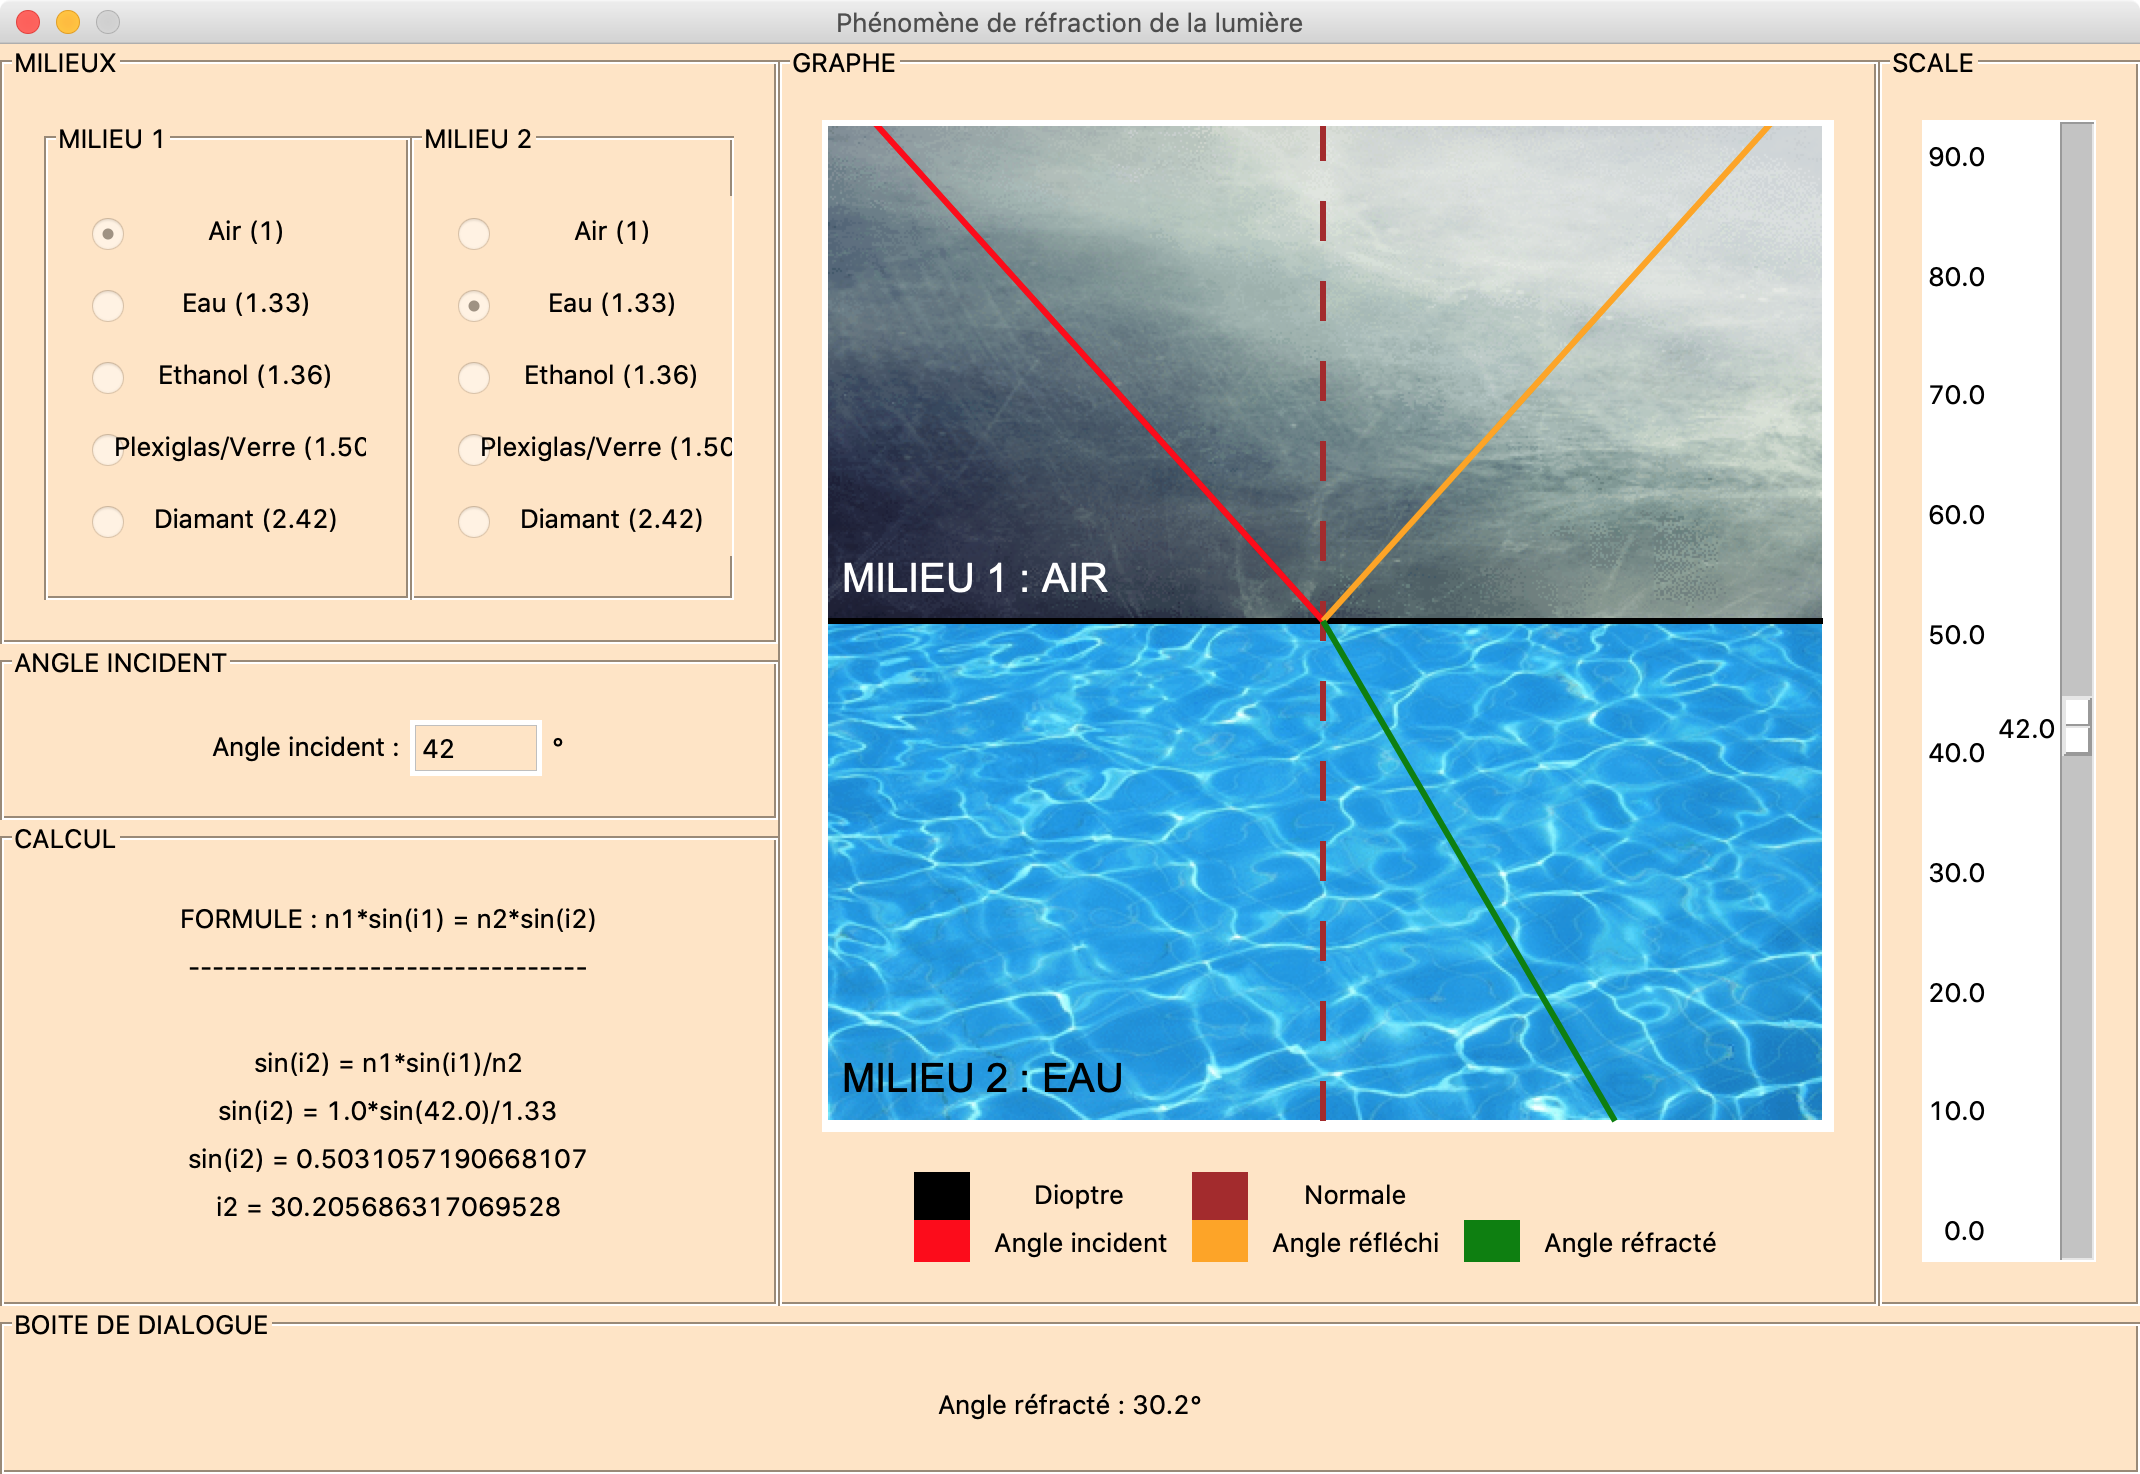 Phénomène de réfraction de la lumière
MILIEUX
MILIEU 1
Air (1)
Eau (1.33)
Ethanol (1.36)
Plexiglas/Verre (1.50
Diamant (2.42)
MILIEU 2
Air (1)
Eau (1.33)
Ethanol (1.36)
Plexiglas/Verre (1.50
Diamant (2.42)
ANGLE INCIDENT
Angle incident : 42 °
CALCUL
FORMULE : n1*sin(i1) = n2*sin(i2)
---------------------------------
sin(i2) = n1*sin(i1)/n2
sin(i2) = 1.0*sin(42.0)/1.33
sin(i2) = 0.5031057190668107
i2 = 30.205686317069528
GRAPHE
MILIEU 1 : AIR
MILIEU 2 : EAU
Dioptre
Normale
Angle incident
Angle réfléchi
Angle réfracté
SCALE
90.0
80.0
70.0
60.0
50.0
42.0
40.0
30.0
20.0
10.0
0.0
BOITE DE DIALOGUE
Angle réfracté : 30.2°